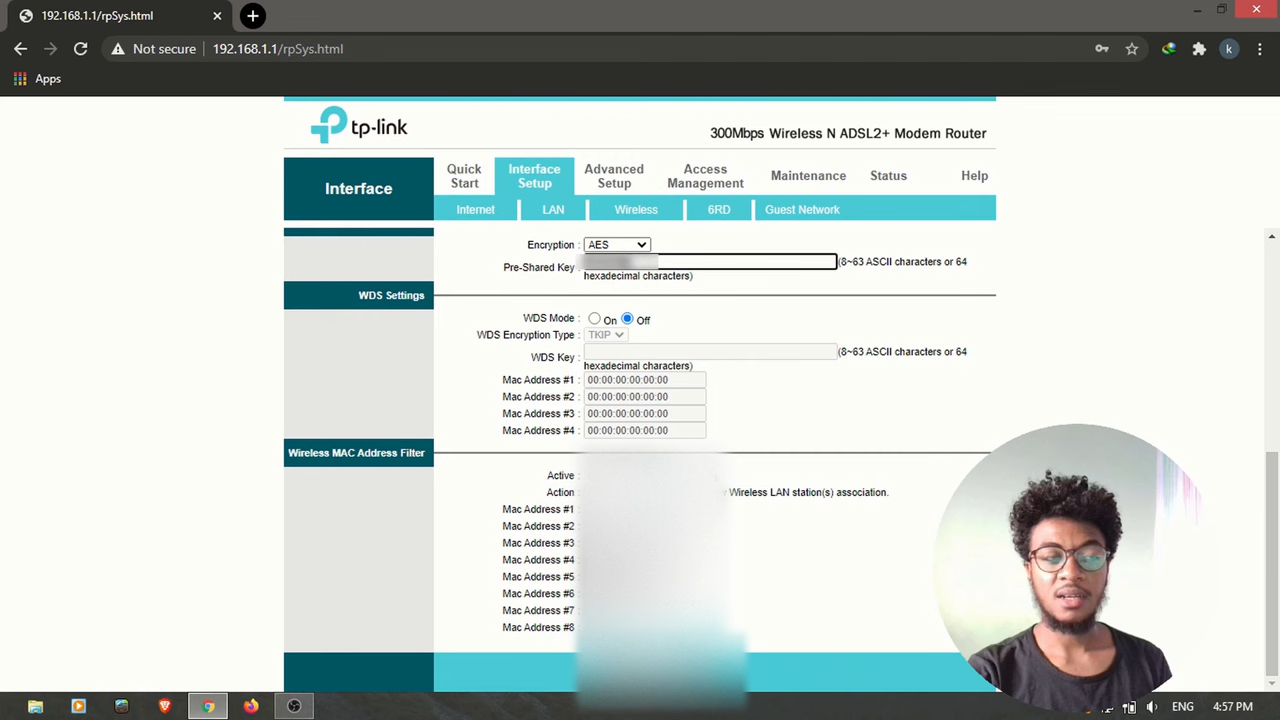 192.168.1.1/rpSys.html
Not secure 192.168.1.1/rpSys.html
k
Apps
tp-link
300Mbps Wireless N ADSL2+ Modem Router
Interface
Quick Start
Interface Setup
Advanced Setup
Access Management
Maintenance
Status
Help
Internet
LAN
Wireless
6RD
Guest Network
Encryption : AES
Pre-Shared Key : (8~63 ASCII characters or 64
hexadecimal characters)
WDS Settings
WDS Mode : On Off
WDS Encryption Type : TKIP
WDS Key : (8~63 ASCII characters or 64
hexadecimal characters)
Mac Address #1 : 00:00:00:00:00:00
Mac Address #2 : 00:00:00:00:00:00
Mac Address #3 : 00:00:00:00:00:00
Mac Address #4 : 00:00:00:00:00:00
Wireless MAC Address Filter
Active :
Action : Wireless LAN station(s) association.
Mac Address #1
Mac Address #2
Mac Address #3
Mac Address #4
Mac Address #5
Mac Address #6
Mac Address #7
Mac Address #8
ENG 4:57 PM